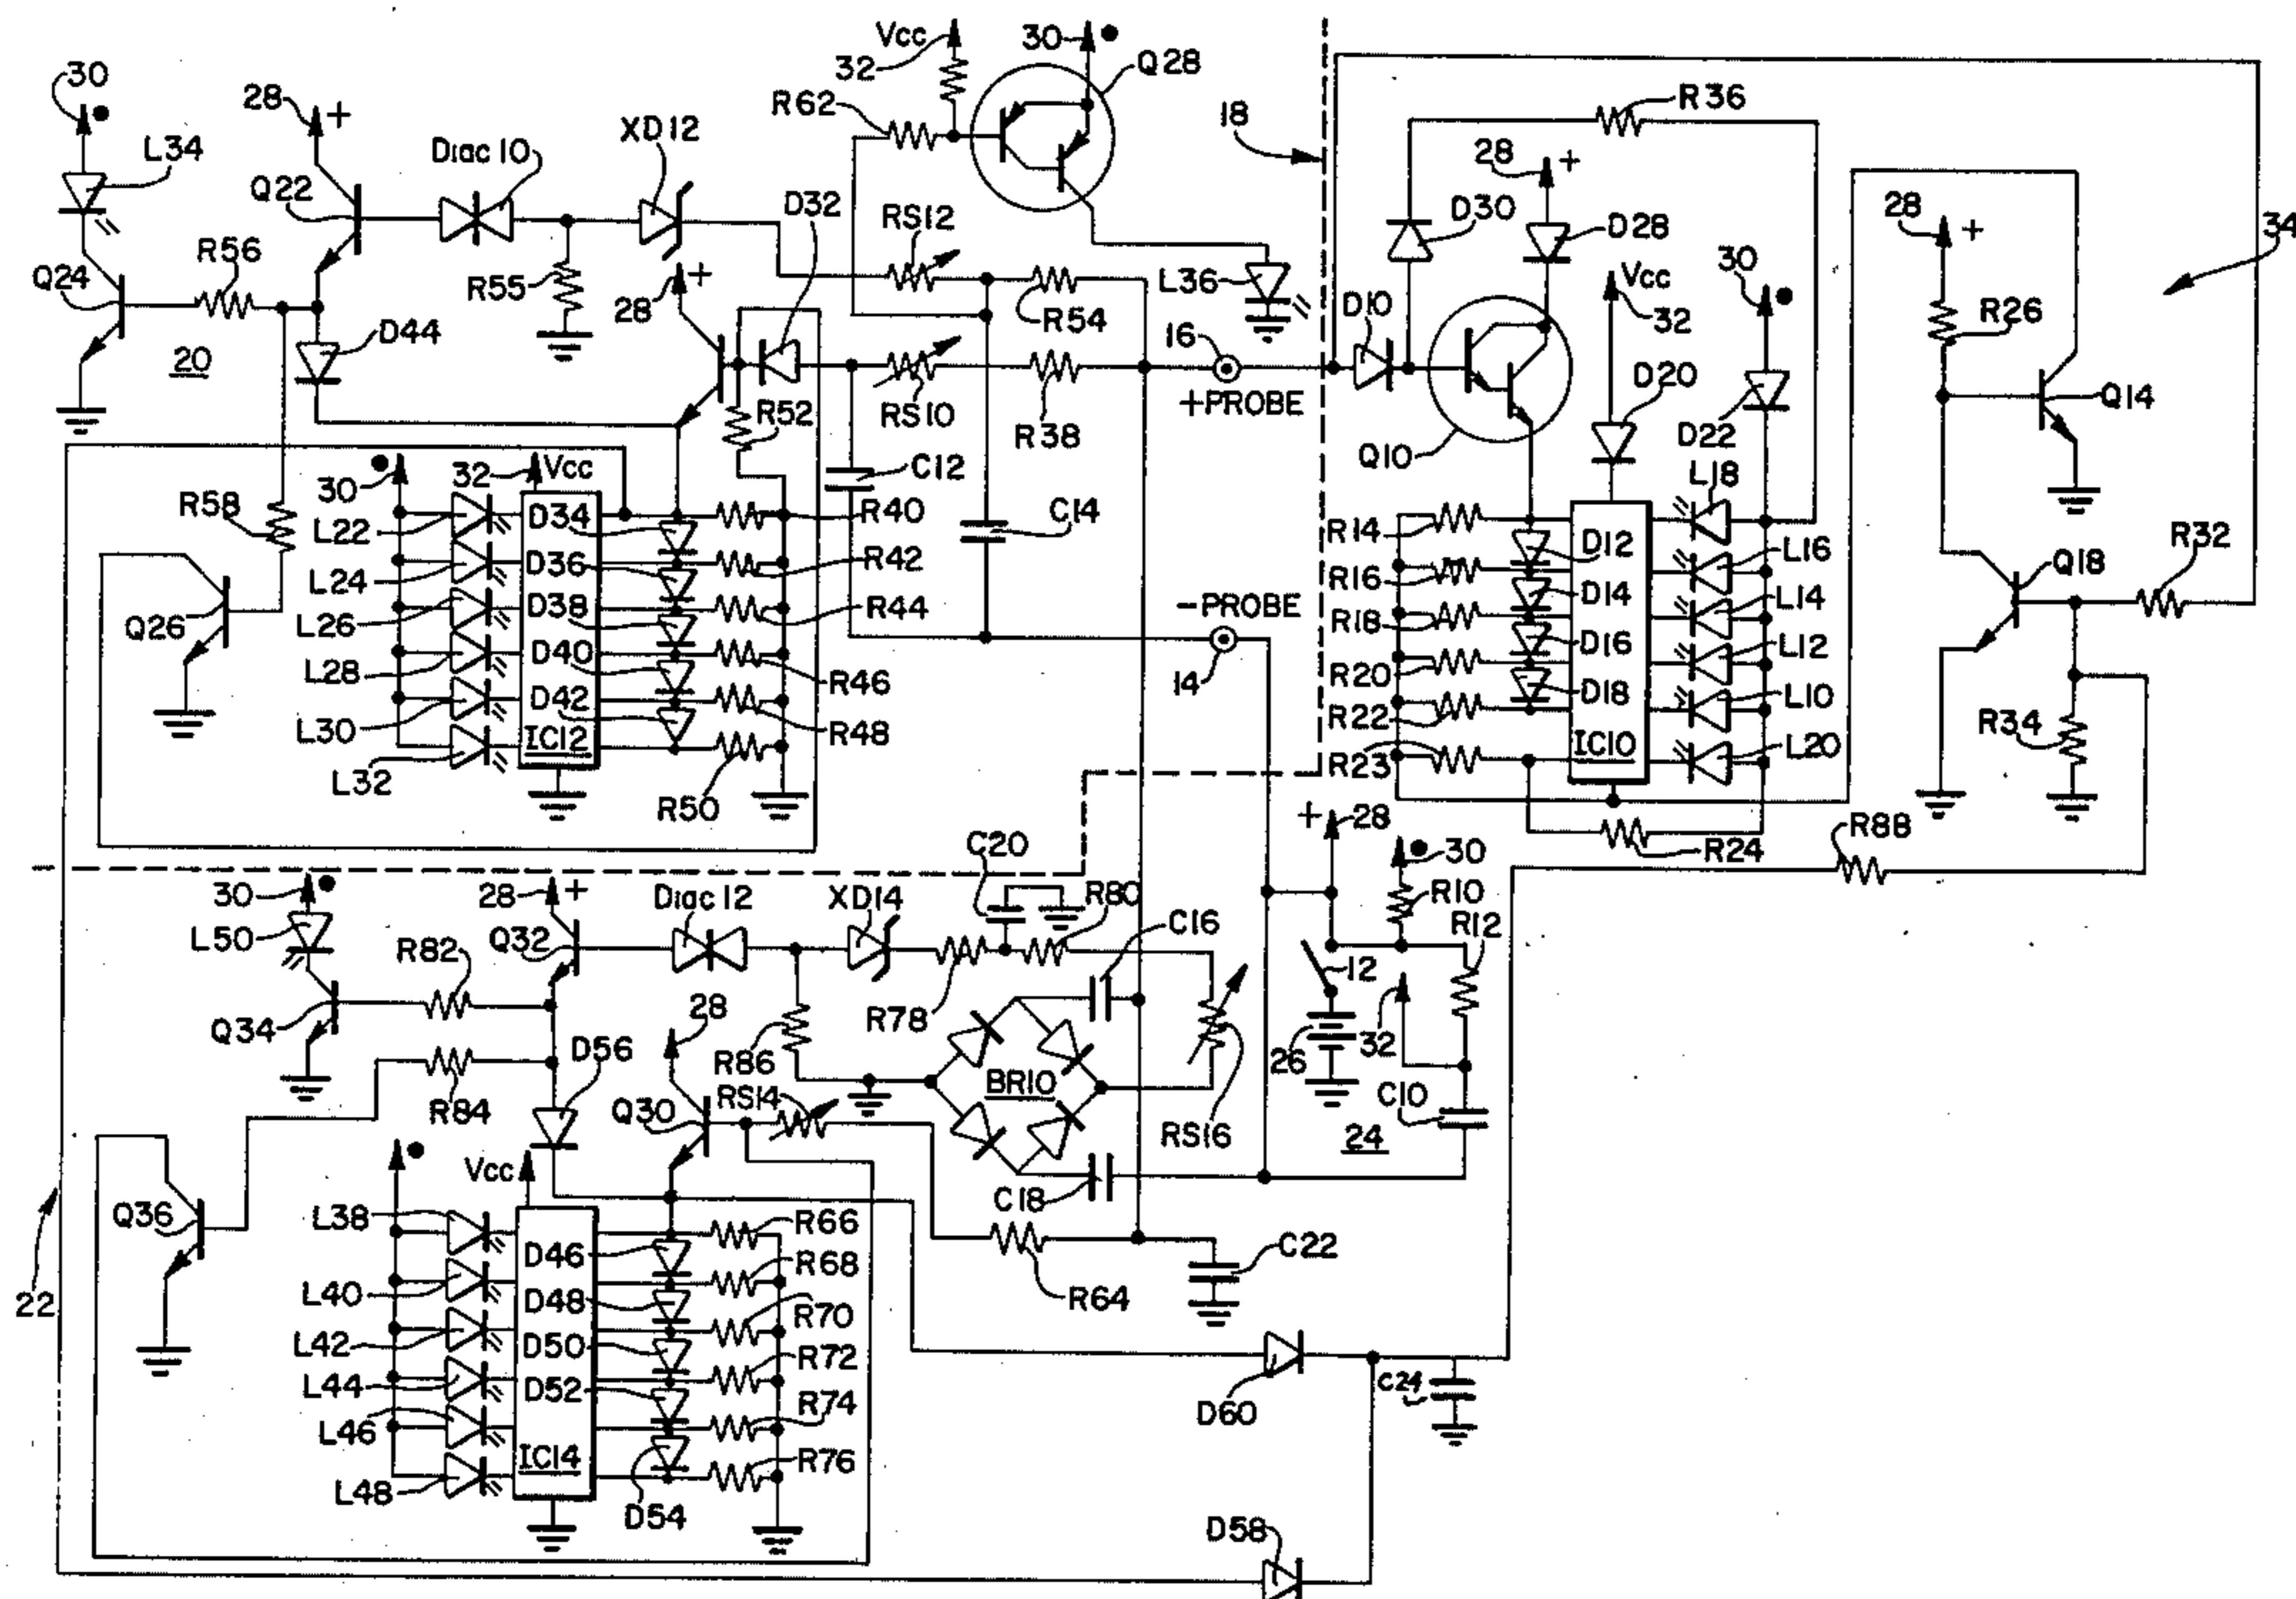 Vcc
32
30
Q28
30
28 +
XD12
R62
18
R36
L34
Diac 10
28 +
Q22
D32
D30
D28
28 +
34
RS12
Vcc
30
R56
R55
L36
R26
Q24
28 +
R54
D10
32
D44
16
D20
Q14
20
+PROBE
RS10
R38
D22
R52
Q10
L18
C12
30
32
Vcc
R58
D34
R40
C14
R14
D12
L16
R32
L22
Q18
L24
D36
R42
R16
D14
L14
L26
D38
R44
-PROBE
R18
D16
L12
Q26
L28
D40
R46
14
R20
D18
L10
L30
D42
R48
R22
IC12
IC10
R34
L32
R50
R23
L20
+ 28
R88
C20
R24
30
30
28 +
Diac 12
XD14
R80
R10
L50
Q32
C16
R12
R82
12
Q34
28
R78
32
R86
26
D56
BR10
RS14
C10
R84
Q30
RS16
24
Vcc
C18
Q36
L38
R66
D46
C22
L40
R68
22
D48
R64
R70
L42
D50
R72
L44
D52
C24
R74
D60
L46
IC14
R76
L48
D54
D58